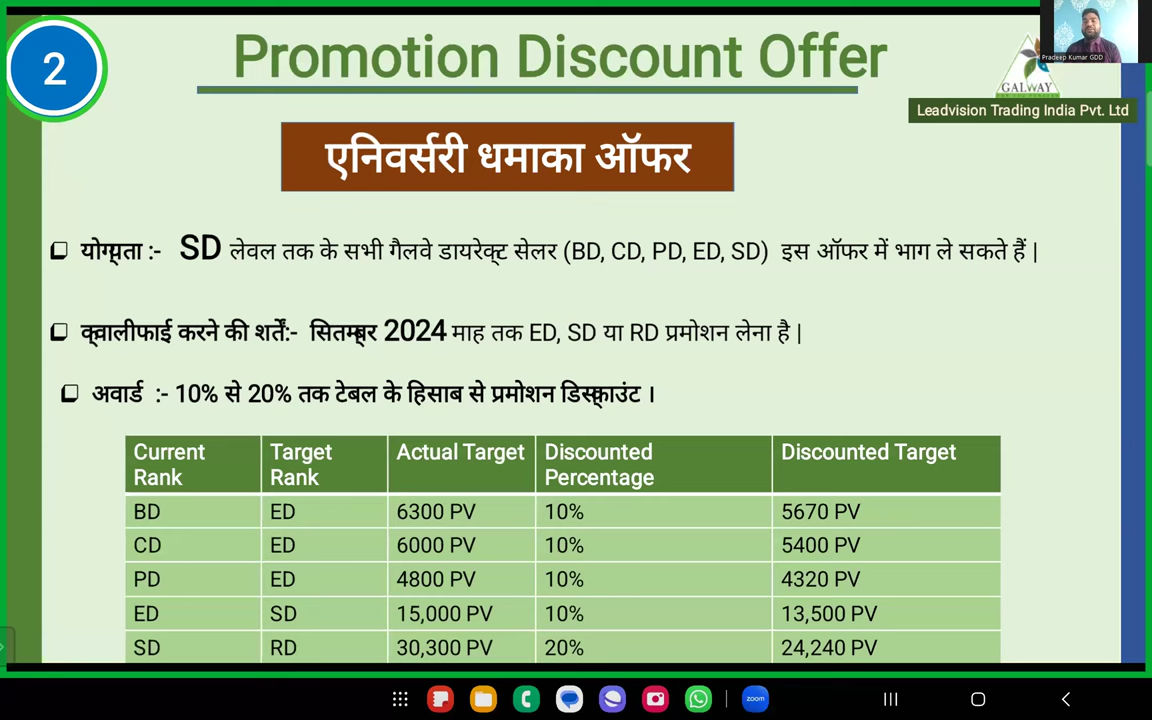 2
Promotion Discount Offer
Pradeep Kumar GDD
GALWAY
Leadvision Trading India Pvt. Ltd
एनिवर्सरी धमाका ऑफर
योग्यता :- SD लेवल तक के सभी गैलवे डायरेक्ट सेलर (BD, CD, PD, ED, SD) इस ऑफर में भाग ले सकते हैं |
क्वालीफाई करने की शर्तें:- सितम्बर 2024 माह तक ED, SD या RD प्रमोशन लेना है |
अवार्ड :- 10% से 20% तक टेबल के हिसाब से प्रमोशन डिस्काउंट ।
Current Rank Target Rank Actual Target Discounted Percentage Discounted Target
BD ED 6300 PV 10% 5670 PV
CD ED 6000 PV 10% 5400 PV
PD ED 4800 PV 10% 4320 PV
ED SD 15,000 PV 10% 13,500 PV
SD RD 30,300 PV 20% 24,240 PV
zoom